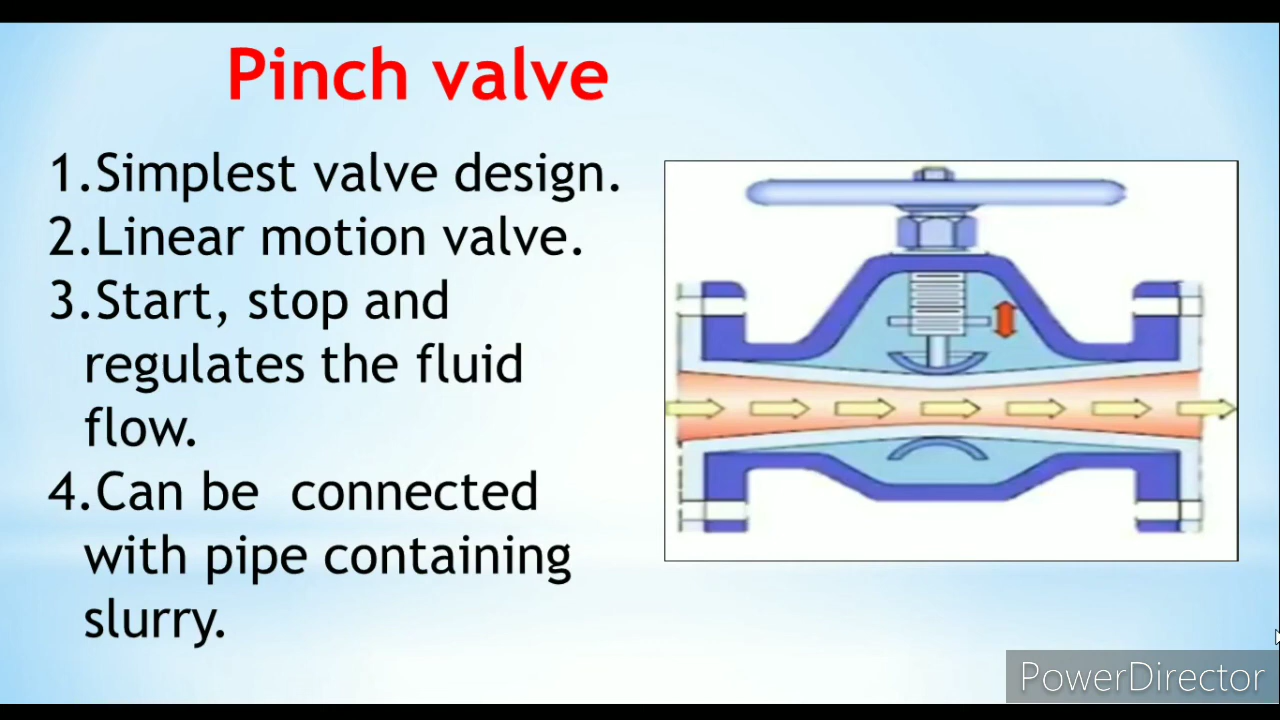 Pinch valve
1.Simplest valve design.
2.Linear motion valve.
3.Start, stop and
regulates the fluid
flow.
4.Can be  connected
with pipe containing
slurry.
PowerDirector